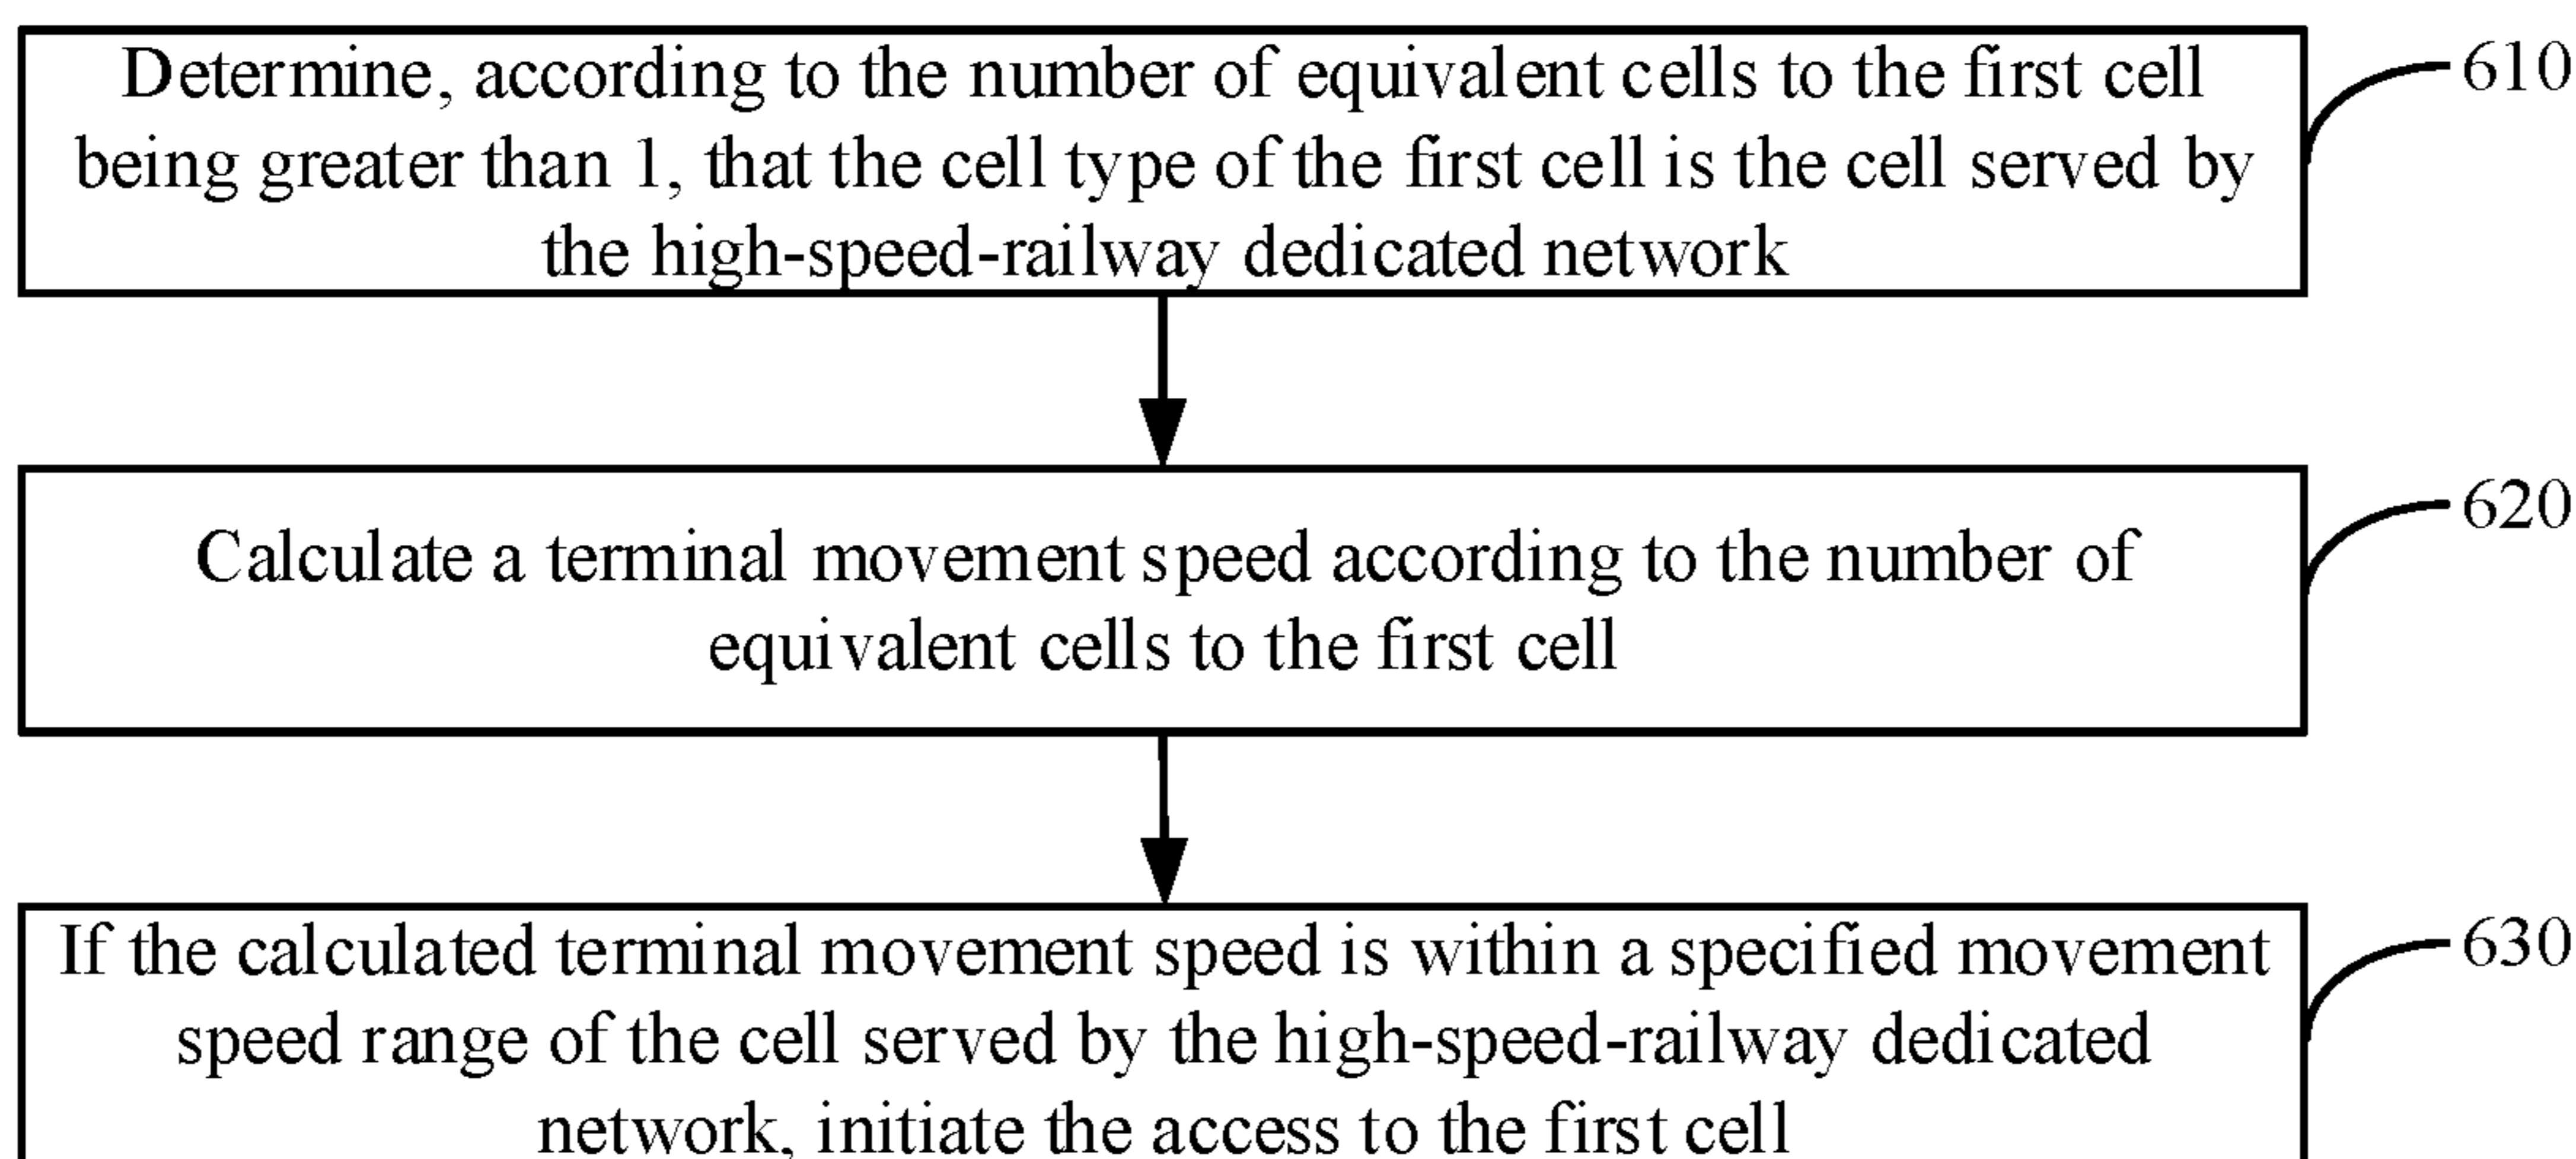 Determine, according to the number of equivalent cells to the first cell
being greater than 1, that the cell type of the first cell is the cell served by
the high-speed-railway dedicated network
610
Calculate a terminal movement speed according to the number of
equivalent cells to the first cell
620
If the calculated terminal movement speed is within a specified movement
speed range of the cell served by the high-speed-railway dedicated
network, initiate the access to the first cell
630